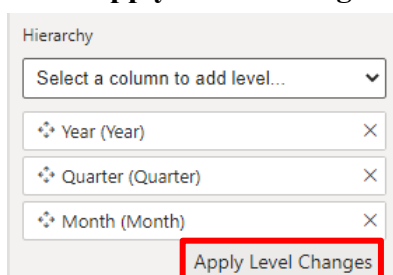 Hierarchy
Select a column to add level...
Year (Year)
Quarter (Quarter)
Month (Month)
Apply Level Changes